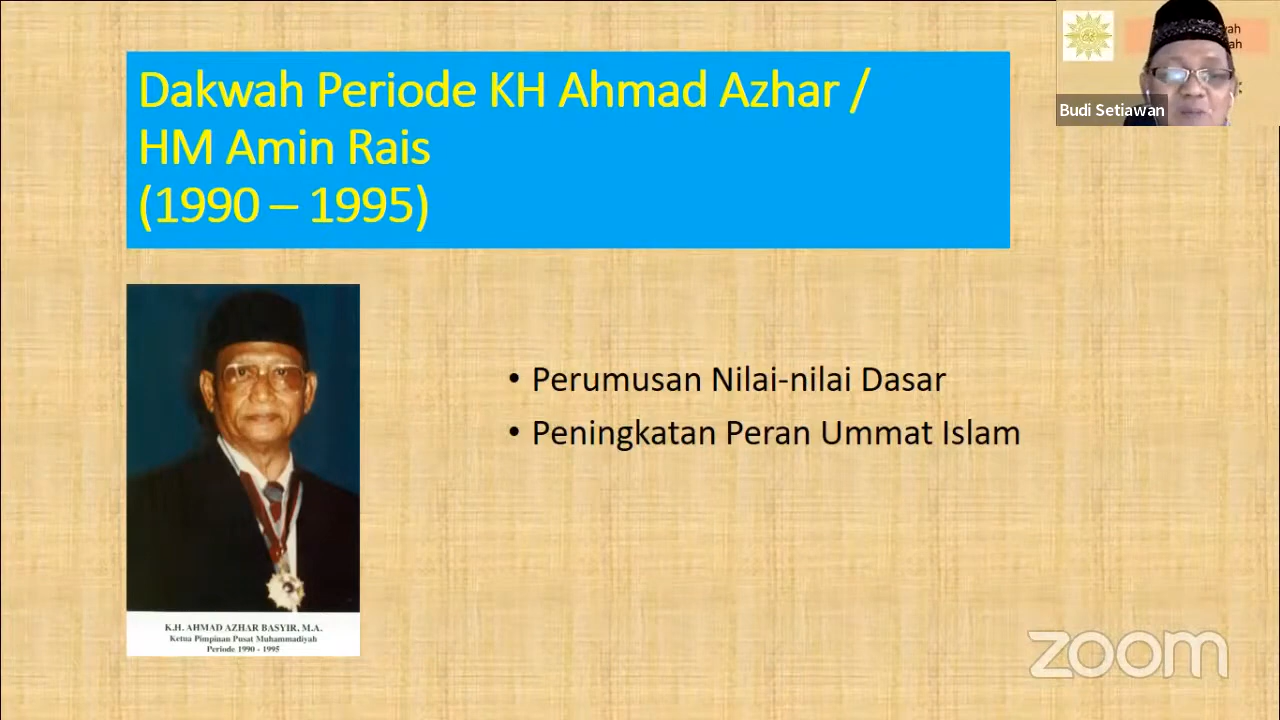 Dakwah Periode KH Ahmad Azhar /
HM Amin Rais
(1990 – 1995)
Budi Setiawan
• Perumusan Nilai-nilai Dasar
• Peningkatan Peran Ummat Islam
K.H. AHMAD AZHAR BASYIR, M.A.
Ketua Pimpinan Pusat Muhammadiyah
Periode 1990 - 1995
zoom